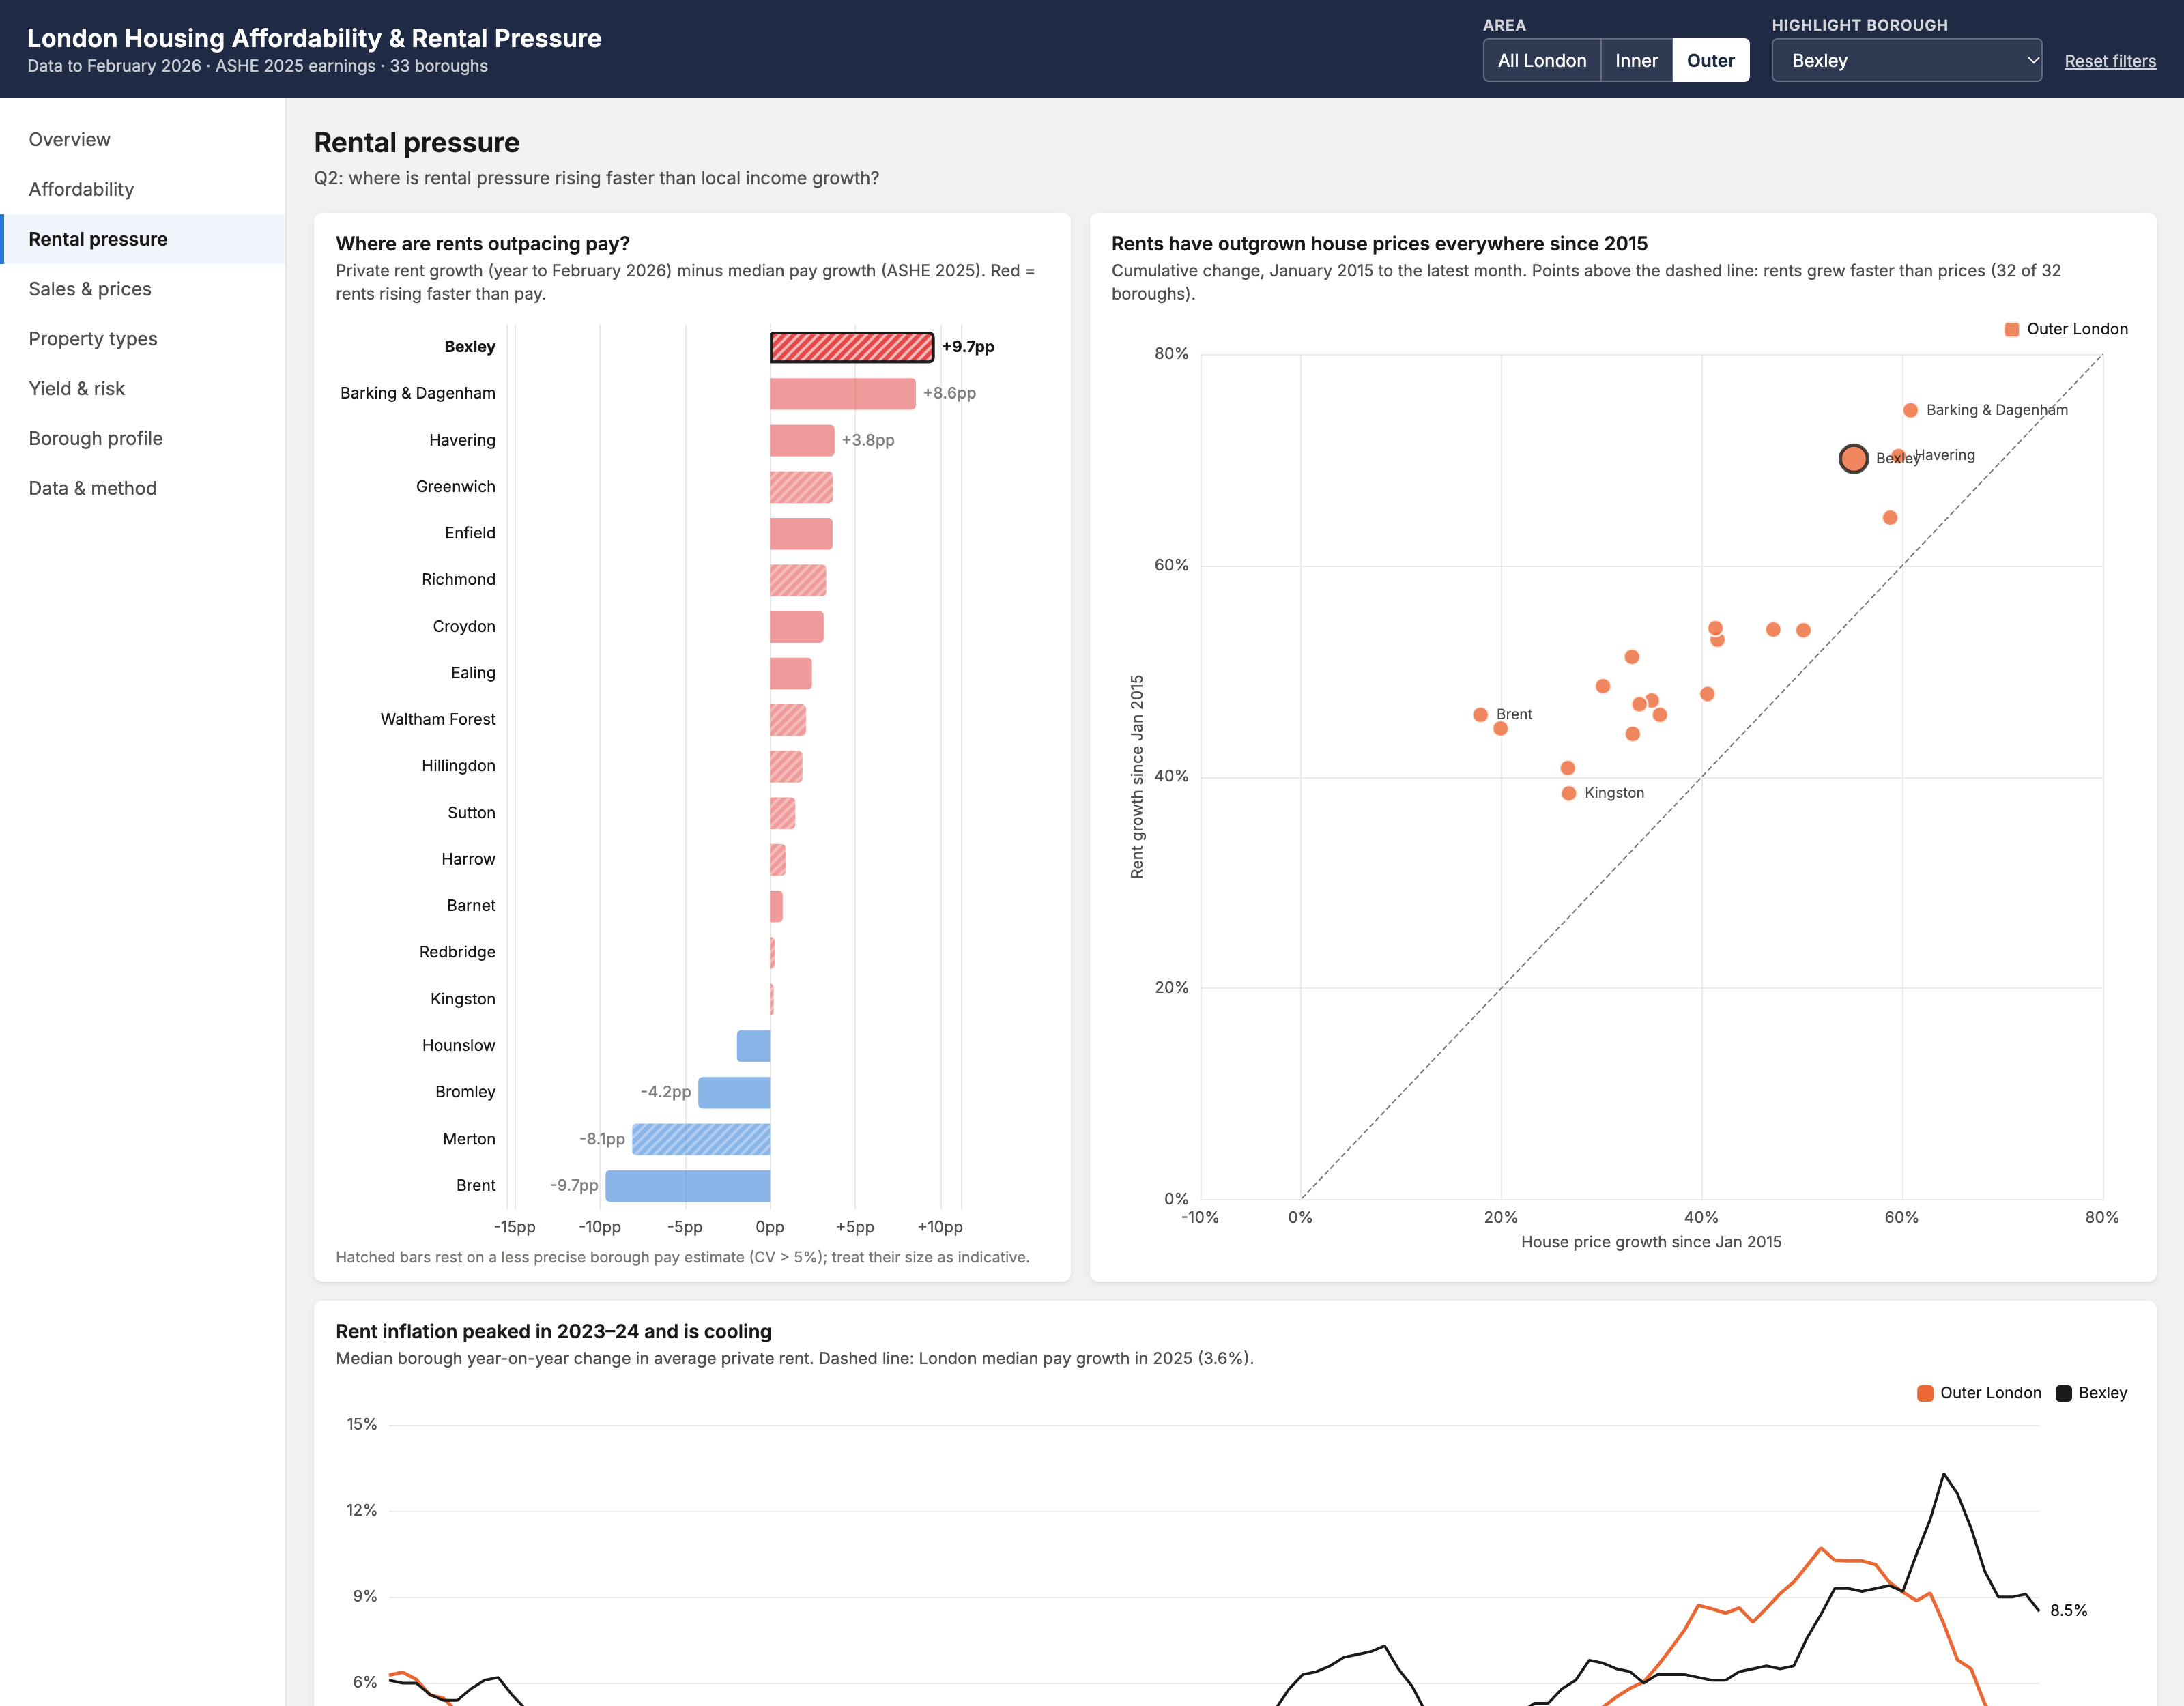 London Housing Affordability & Rental Pressure
Data to February 2026 · ASHE 2025 earnings · 33 boroughs
AREA
All London
Inner
Outer
HIGHLIGHT BOROUGH
Bexley
Reset filters
Overview
Affordability
Rental pressure
Sales & prices
Property types
Yield & risk
Borough profile
Data & method
Rental pressure
Q2: where is rental pressure rising faster than local income growth?
Where are rents outpacing pay?
Private rent growth (year to February 2026) minus median pay growth (ASHE 2025). Red =
rents rising faster than pay.
Bexley
+9.7pp
Barking & Dagenham
+8.6pp
Havering
+3.8pp
Greenwich
Enfield
Richmond
Croydon
Ealing
Waltham Forest
Hillingdon
Sutton
Harrow
Barnet
Redbridge
Kingston
Hounslow
Bromley
-4.2pp
Merton
-8.1pp
Brent
-9.7pp
-15pp
-10pp
-5pp
0pp
+5pp
+10pp
Hatched bars rest on a less precise borough pay estimate (CV > 5%); treat their size as indicative.
Rents have outgrown house prices everywhere since 2015
Cumulative change, January 2015 to the latest month. Points above the dashed line: rents grew faster than prices (32 of 32
boroughs).
Outer London
80%
60%
40%
20%
0%
Rent growth since Jan 2015
Barking & Dagenham
Bexley
Havering
Brent
Kingston
-10%
0%
20%
40%
60%
80%
House price growth since Jan 2015
Rent inflation peaked in 2023–24 and is cooling
Median borough year-on-year change in average private rent. Dashed line: London median pay growth in 2025 (3.6%).
Outer London
Bexley
15%
12%
9%
6%
8.5%